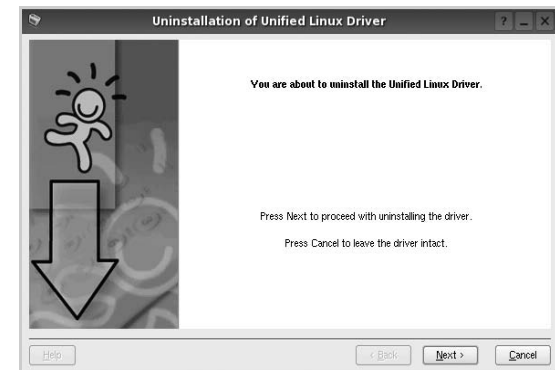 Uninstallation of Unified Linux Driver
You are about to uninstall the Unified Linux Driver.
Press Next to proceed with uninstalling the driver.
Press Cancel to leave the driver intact.
Help
< Back
Next >
Cancel